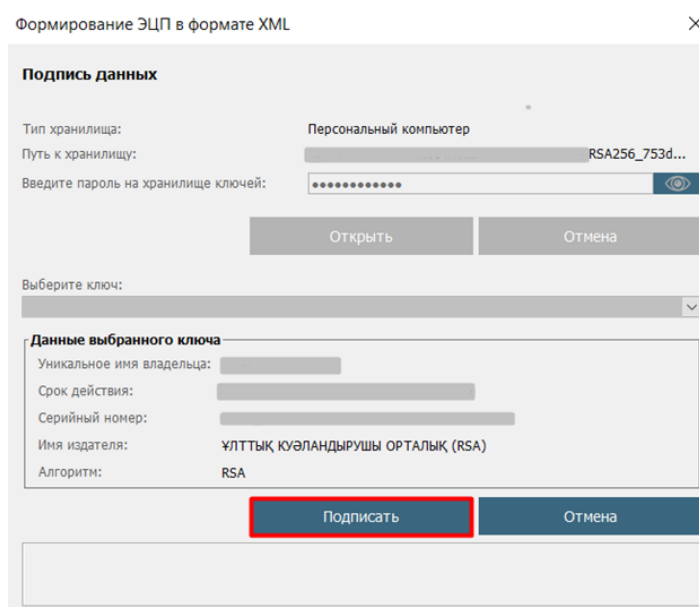 Формирование ЭЦП в формате XML
Подпись данных
Тип хранилища: Персональный компьютер
Путь к хранилищу: RSA256_753d...
Введите пароль на хранилище ключей: ••••••••••••
Открыть Отмена
Выберите ключ:
Данные выбранного ключа
Уникальное имя владельца:
Срок действия:
Серийный номер:
Имя издателя: ҰЛТТЫҚ КУӘЛАНДЫРУШЫ ОРТАЛЫҚ (RSA)
Алгоритм: RSA
Подписать Отмена